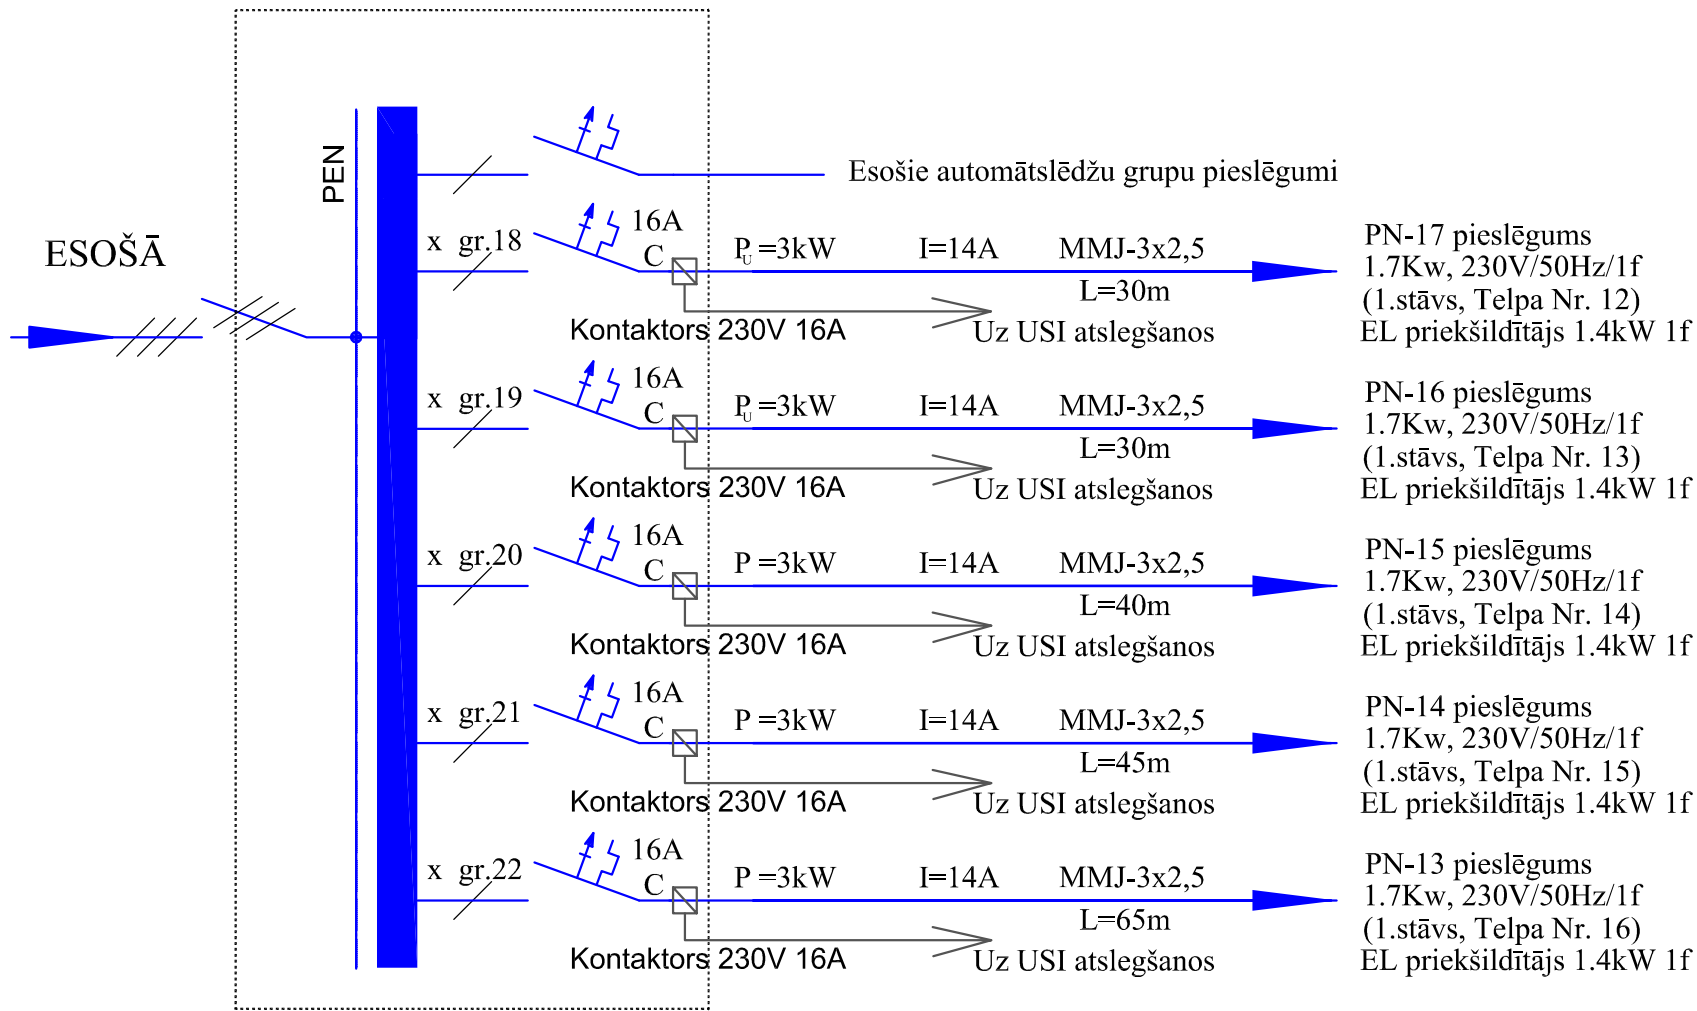 PEN
ESOŠĀ
Esošie automātslēdžu grupu pieslēgumi
x gr.18
16A
C
PU=3kW
I=14A
MMJ-3x2,5
L=30m
Kontaktors 230V 16A
Uz USI atslegšanos
PN-17 pieslēgums
1.7Kw, 230V/50Hz/1f
(1.stāvs, Telpa Nr. 12)
EL priekšildītājs 1.4kW 1f
x gr.19
16A
C
PU=3kW
I=14A
MMJ-3x2,5
L=30m
Kontaktors 230V 16A
Uz USI atslegšanos
PN-16 pieslēgums
1.7Kw, 230V/50Hz/1f
(1.stāvs, Telpa Nr. 13)
EL priekšildītājs 1.4kW 1f
x gr.20
16A
C
P =3kW
I=14A
MMJ-3x2,5
L=40m
Kontaktors 230V 16A
Uz USI atslegšanos
PN-15 pieslēgums
1.7Kw, 230V/50Hz/1f
(1.stāvs, Telpa Nr. 14)
EL priekšildītājs 1.4kW 1f
x gr.21
16A
C
P =3kW
I=14A
MMJ-3x2,5
L=45m
Kontaktors 230V 16A
Uz USI atslegšanos
PN-14 pieslēgums
1.7Kw, 230V/50Hz/1f
(1.stāvs, Telpa Nr. 15)
EL priekšildītājs 1.4kW 1f
x gr.22
16A
C
P =3kW
I=14A
MMJ-3x2,5
L=65m
Kontaktors 230V 16A
Uz USI atslegšanos
PN-13 pieslēgums
1.7Kw, 230V/50Hz/1f
(1.stāvs, Telpa Nr. 16)
EL priekšildītājs 1.4kW 1f